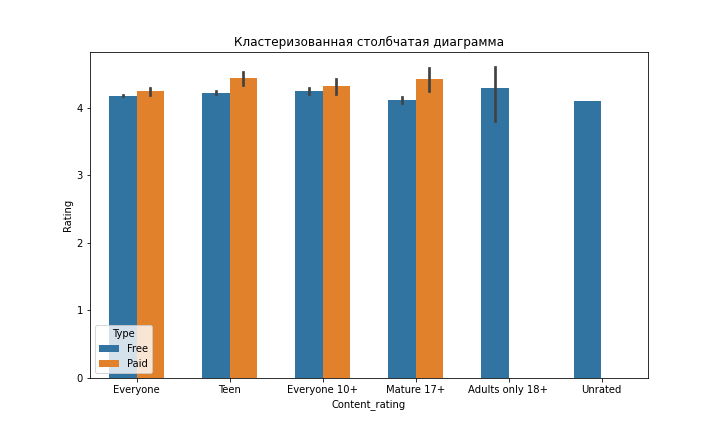 Кластеризованная столбчатая диаграмма
Rating
4
3
2
1
0
Type
Free
Paid
Everyone
Teen
Everyone 10+
Mature 17+
Adults only 18+
Unrated
Content_rating